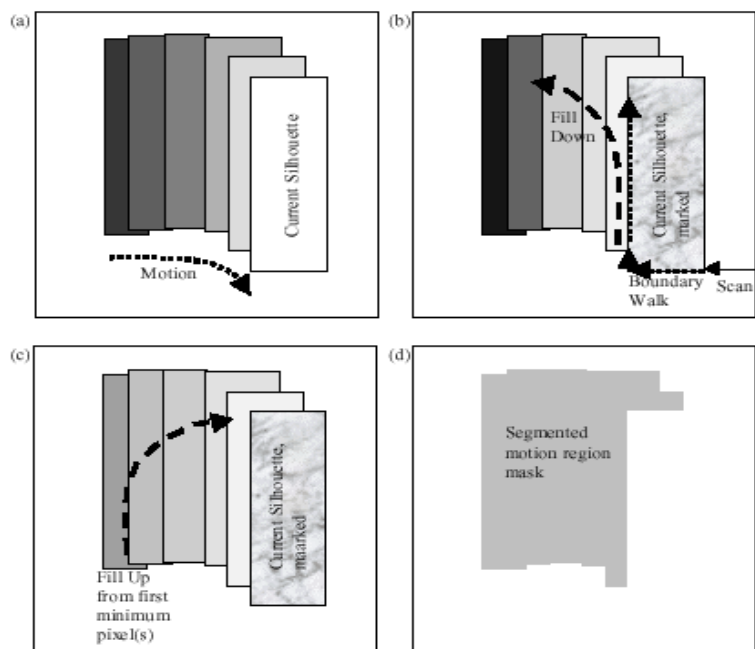 (a)
Current Silhouette
Motion
(b)
Fill
Down
Current Silhouette,
marked
Boundary
Walk
Scan
(c)
Current Silhouette,
maarked
Fill Up
from first
minimum
pixel(s)
(d)
Segmented
motion region
mask